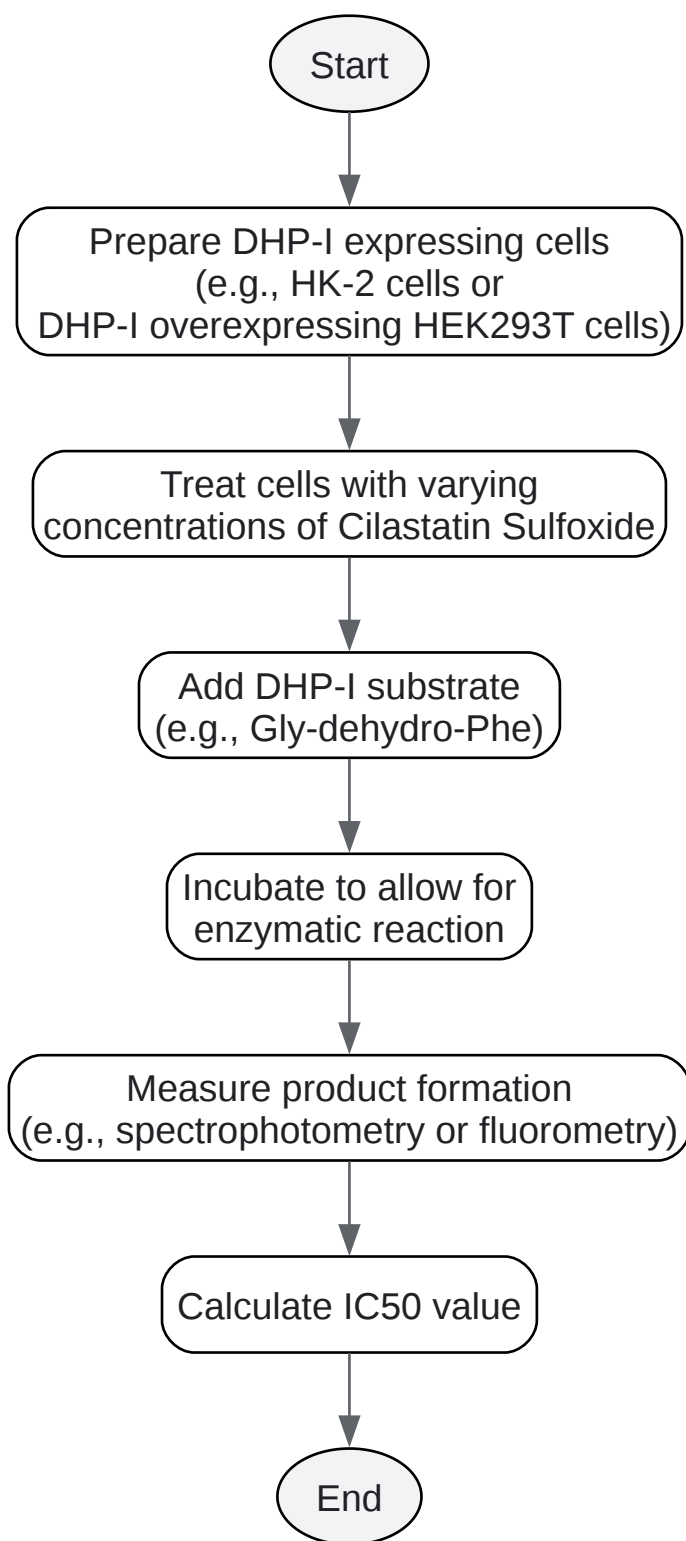 Start
Prepare DHP-I expressing cells
(e.g., HK-2 cells or
DHP-I overexpressing HEK293T cells)
Treat cells with varying
concentrations of Cilastatin Sulfoxide
Add DHP-I substrate
(e.g., Gly-dehydro-Phe)
Incubate to allow for
enzymatic reaction
Measure product formation
(e.g., spectrophotometry or fluorometry)
Calculate IC50 value
End